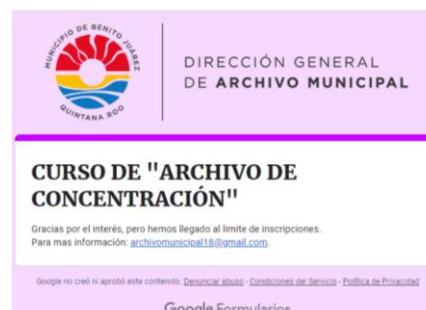 MUNICIPIO DE BENITO JUÁREZ
QUINTANA ROO
DIRECCIÓN GENERAL
DE ARCHIVO MUNICIPAL
CURSO DE "ARCHIVO DE
CONCENTRACIÓN"
Gracias por el interés, pero hemos llegado al limite de inscripciones.
Para mas información: archivomunicipal18@gmail.com.
Google no creó ni aprobó este contenido. Denunciar abuso - Condiciones del Servicio - Política de Privacidad
Google Formularios